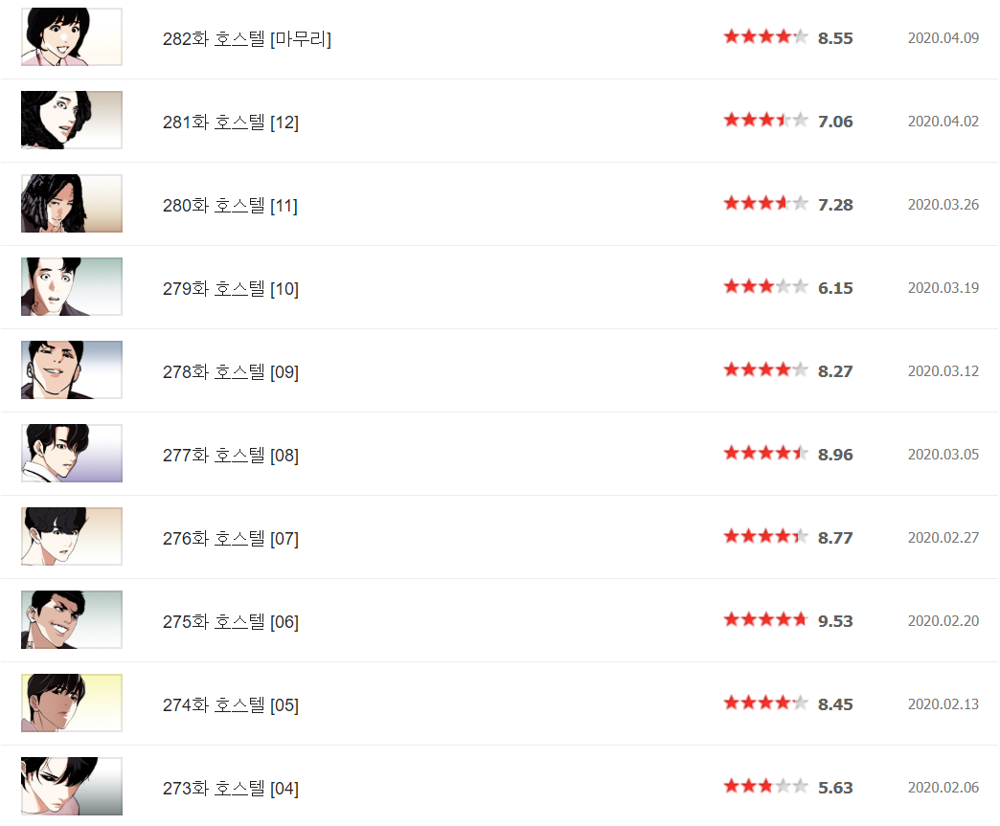 282화 호스텔 [마무리] 8.55 2020.04.09
281화 호스텔 [12] 7.06 2020.04.02
280화 호스텔 [11] 7.28 2020.03.26
279화 호스텔 [10] 6.15 2020.03.19
278화 호스텔 [09] 8.27 2020.03.12
277화 호스텔 [08] 8.96 2020.03.05
276화 호스텔 [07] 8.77 2020.02.27
275화 호스텔 [06] 9.53 2020.02.20
274화 호스텔 [05] 8.45 2020.02.13
273화 호스텔 [04] 5.63 2020.02.06